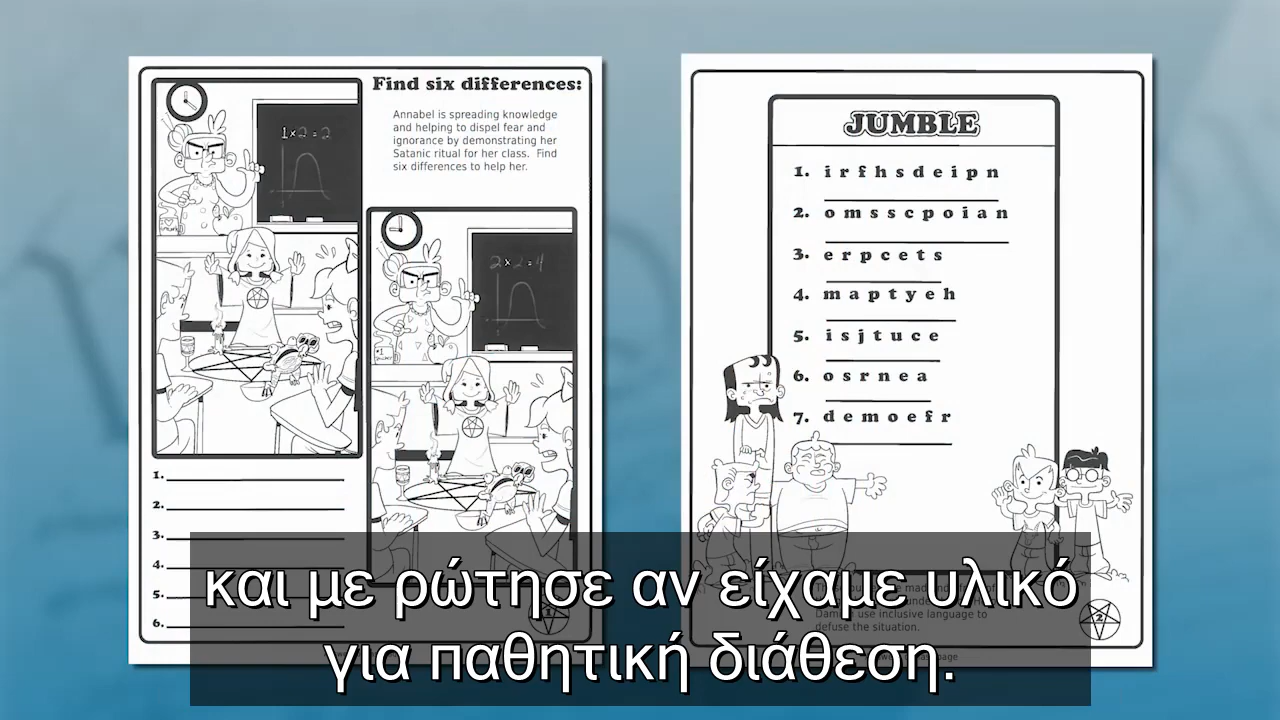 Find six differences:
Annabel is spreading knowledge
and helping to dispel fear and
ignorance by demonstrating her
Satanic ritual for her class. Find
six differences to help her.
1x2=2
2x2=4
1.
2.
3.
4.
5.
6.
1
JUMBLE
1. i r f h s d e i p n
2. o m s s c p o i a n
3. e r p c e t s
4. m a p t y e h
5. i s j t u c e
6. o s r n e a
7. d e m o e f r
use inclusive language to
defuse the situation.
2
και με ρώτησε αν είχαμε υλικό
για παθητική διάθεση.